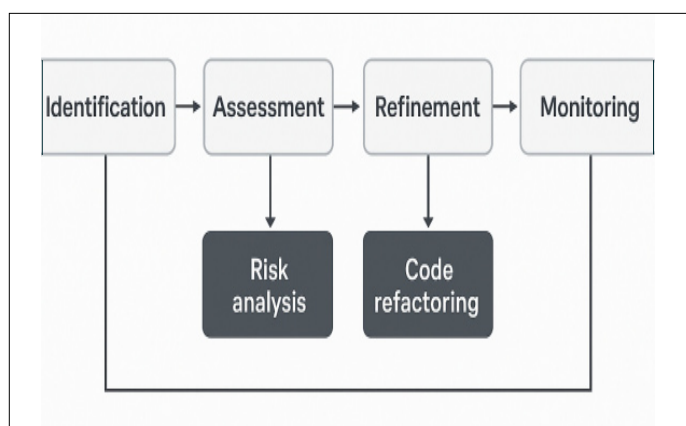 Identification
Assessment
Refinement
Monitoring
Risk
analysis
Code
refactoring